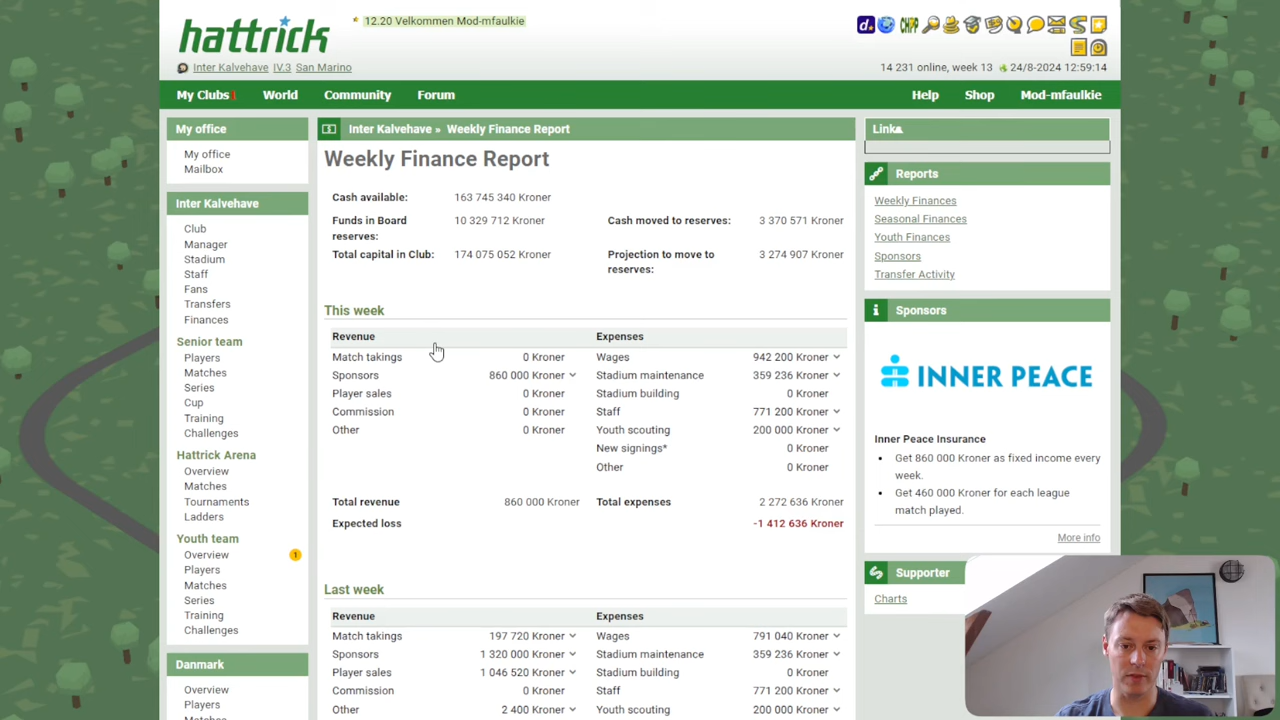 hattrick
12.20 Velkommen Mod-mfaulkie
d.
CHPP
Inter Kalvehave IV.3 San Marino
14 231 online, week 13 24/8-2024 12:59:14
My Clubs
World
Community
Forum
Help
Shop
Mod-mfaulkie
My office
My office
Mailbox
Inter Kalvehave
Club
Manager
Stadium
Staff
Fans
Transfers
Finances
Senior team
Players
Matches
Series
Cup
Training
Challenges
Hattrick Arena
Overview
Matches
Tournaments
Ladders
Youth team
Overview 1
Players
Matches
Series
Training
Challenges
Danmark
Overview
Players
Inter Kalvehave » Weekly Finance Report
Weekly Finance Report
Cash available: 163 745 340 Kroner
Funds in Board reserves: 10 329 712 Kroner
Cash moved to reserves: 3 370 571 Kroner
Total capital in Club: 174 075 052 Kroner
Projection to move to reserves: 3 274 907 Kroner
This week
Revenue Expenses
Match takings 0 Kroner Wages 942 200 Kroner
Sponsors 860 000 Kroner Stadium maintenance 359 236 Kroner
Player sales 0 Kroner Stadium building 0 Kroner
Commission 0 Kroner Staff 771 200 Kroner
Other 0 Kroner Youth scouting 200 000 Kroner
New signings* 0 Kroner
Other 0 Kroner
Total revenue 860 000 Kroner Total expenses 2 272 636 Kroner
Expected loss -1 412 636 Kroner
Last week
Revenue Expenses
Match takings 197 720 Kroner Wages 791 040 Kroner
Sponsors 1 320 000 Kroner Stadium maintenance 359 236 Kroner
Player sales 1 046 520 Kroner Stadium building 0 Kroner
Commission 0 Kroner Staff 771 200 Kroner
Other 2 400 Kroner Youth scouting 200 000 Kroner
Links
Reports
Weekly Finances
Seasonal Finances
Youth Finances
Sponsors
Transfer Activity
Sponsors
INNER PEACE
Inner Peace Insurance
• Get 860 000 Kroner as fixed income every
week.
• Get 460 000 Kroner for each league
match played.
More info
Supporter
Charts